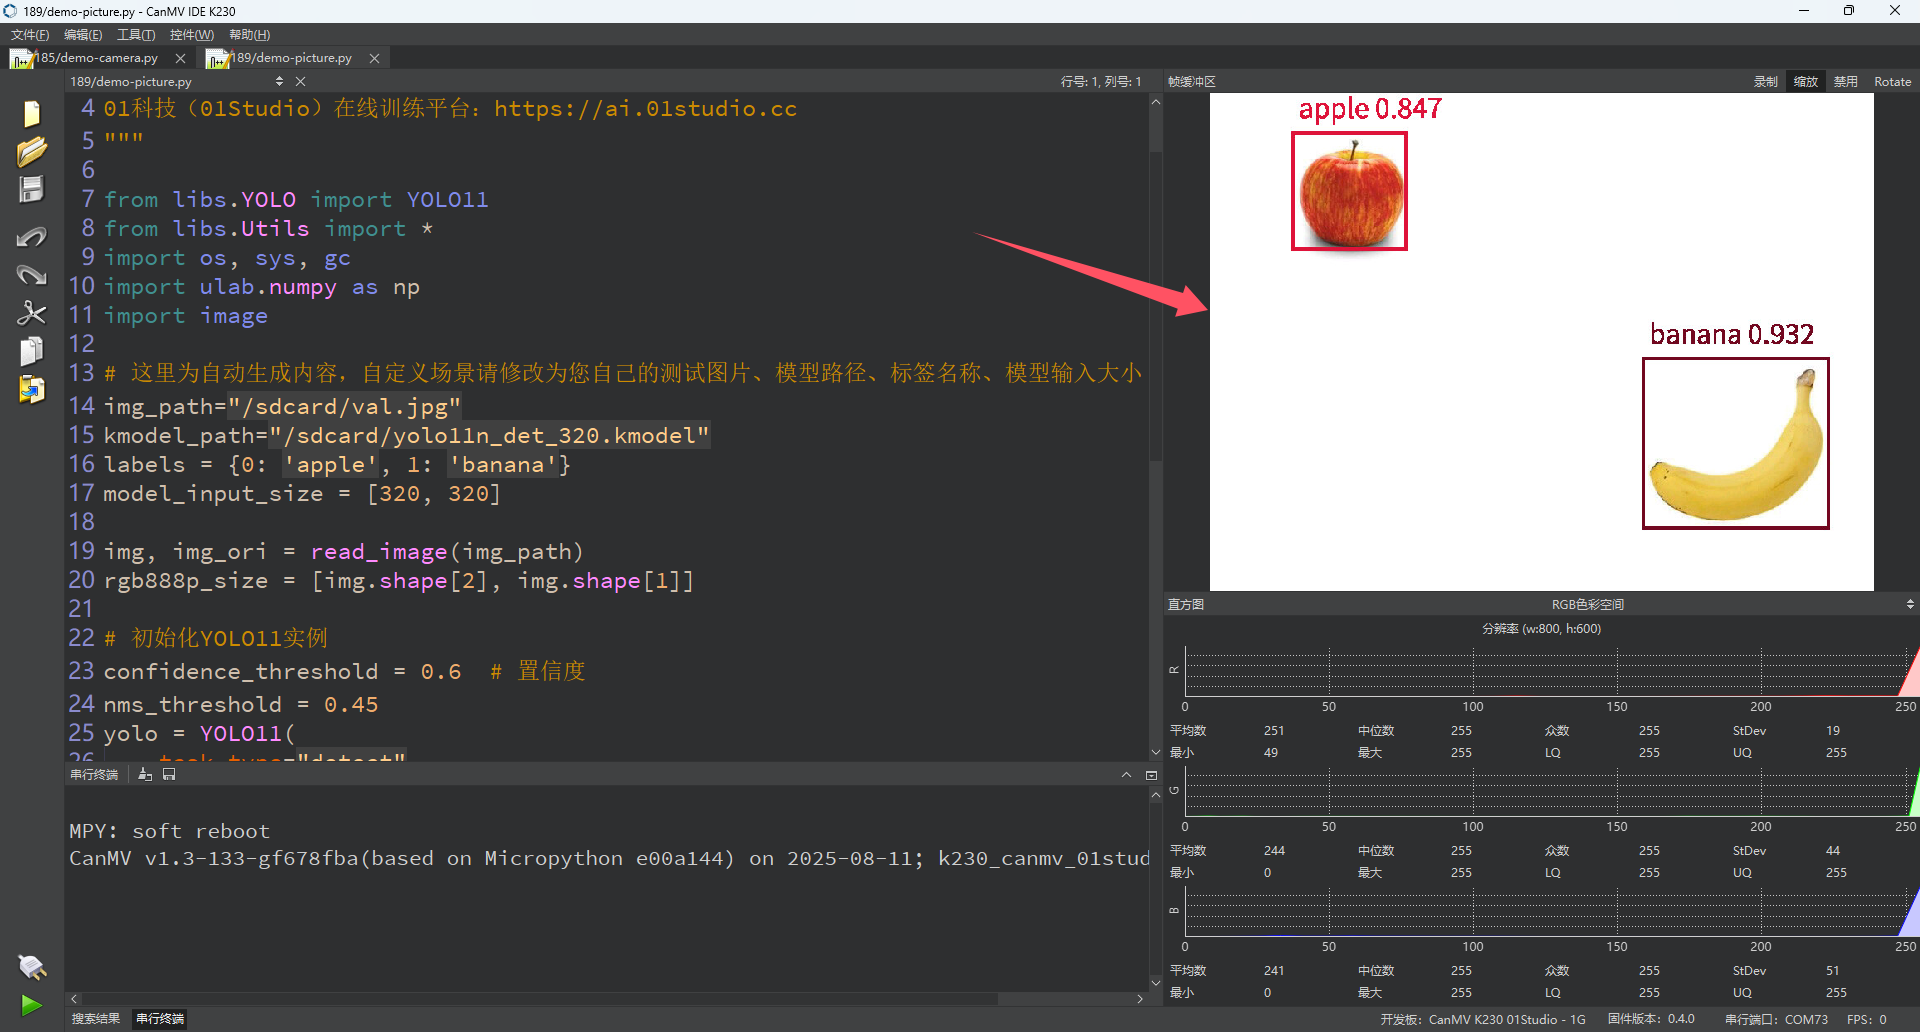 189/demo-picture.py - CanMV IDE K230
文件(F) 编辑(E) 工具(T) 控件(W) 帮助(H)
185/demo-camera.py 189/demo-picture.py
189/demo-picture.py 行号: 1, 列号: 1
帧缓冲区 录制 缩放 禁用 Rotate
4 01科技（01Studio）在线训练平台：https://ai.01studio.cc
5 """
6
7 from libs.YOLO import YOLO11
8 from libs.Utils import *
9 import os, sys, gc
10 import ulab.numpy as np
11 import image
12
13 # 这里为自动生成内容，自定义场景请修改为您自己的测试图片、模型路径、标签名称、模型输入大小
14 img_path="/sdcard/val.jpg"
15 kmodel_path="/sdcard/yolo11n_det_320.kmodel"
16 labels = {0: 'apple', 1: 'banana'}
17 model_input_size = [320, 320]
18
19 img, img_ori = read_image(img_path)
20 rgb888p_size = [img.shape[2], img.shape[1]]
21
22 # 初始化YOLO11实例
23 confidence_threshold = 0.6 # 置信度
24 nms_threshold = 0.45
25 yolo = YOLO11(
26 task_type="detect"
apple 0.847
banana 0.932
串行终端
MPY: soft reboot
CanMV v1.3-133-gf678fba(based on Micropython e00a144) on 2025-08-11; k230_canmv_01stud
直方图 RGB色彩空间
分辨率 (w:800, h:600)
R
0 50 100 150 200 250
平均数 251 中位数 255 众数 255 StDev 19
最小 49 最大 255 LQ 255 UQ 255
G
0 50 100 150 200 250
平均数 244 中位数 255 众数 255 StDev 44
最小 0 最大 255 LQ 255 UQ 255
B
0 50 100 150 200 250
平均数 241 中位数 255 众数 255 StDev 51
最小 0 最大 255 LQ 255 UQ 255
搜索结果 串行终端
开发板: CanMV K230 01Studio - 1G 固件版本: 0.4.0 串行端口: COM73 FPS: 0